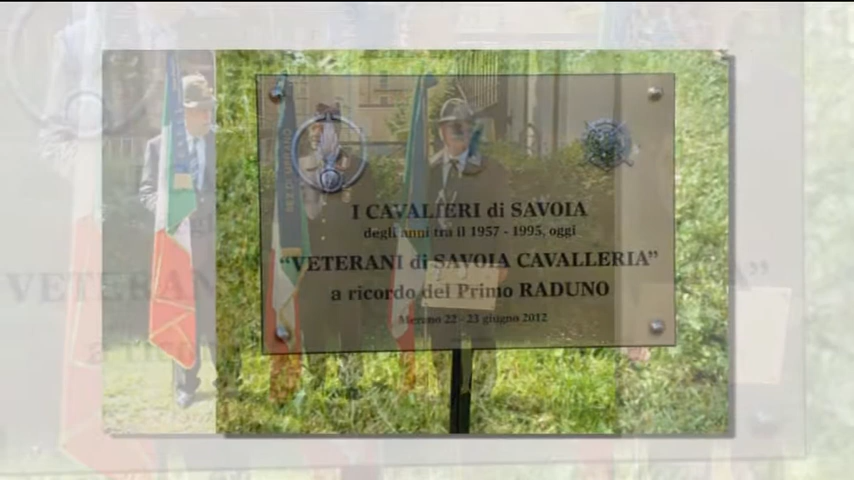 I CAVALIERI di SAVOIA
degli anni tra il 1957 - 1995, oggi
"VETERANI di SAVOIA CAVALLERIA"
a ricordo del Primo RADUNO
Merano 22 - 23 giugno 2012